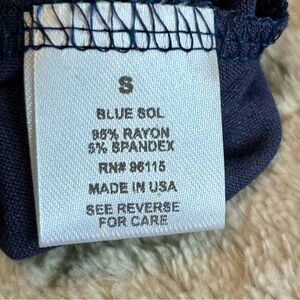 S
BLUE SOL
95% RAYON
5% SPANDEX
RN# 96115
MADE IN USA
SEE REVERSE
FOR CARE